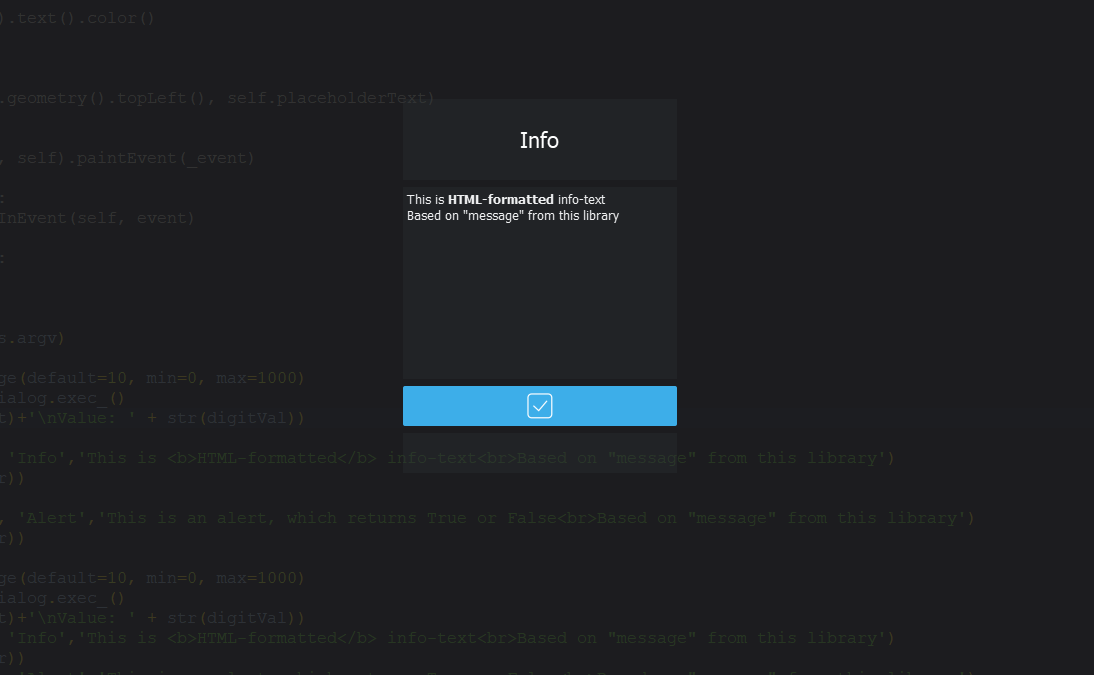 ).text().color()
.geometry().topLeft(), self.placeholderText)
, self).paintEvent(_event)
:
InEvent(self, event)
:
s.argv)
ge(default=10, min=0, max=1000)
ialog.exec_()
t)+'\nValue: ' + str(digitVal))
'Info','This is <b>HTML-formatted</b> info-text<br>Based on "message" from this library')
r))
, 'Alert','This is an alert, which returns True or False<br>Based on "message" from this library')
r))
ge(default=10, min=0, max=1000)
ialog.exec_()
t)+'\nValue: ' + str(digitVal))
'Info','This is <b>HTML-formatted</b> info-text<br>Based on "message" from this library')
r))
Info
This is HTML-formatted info-text
Based on "message" from this library